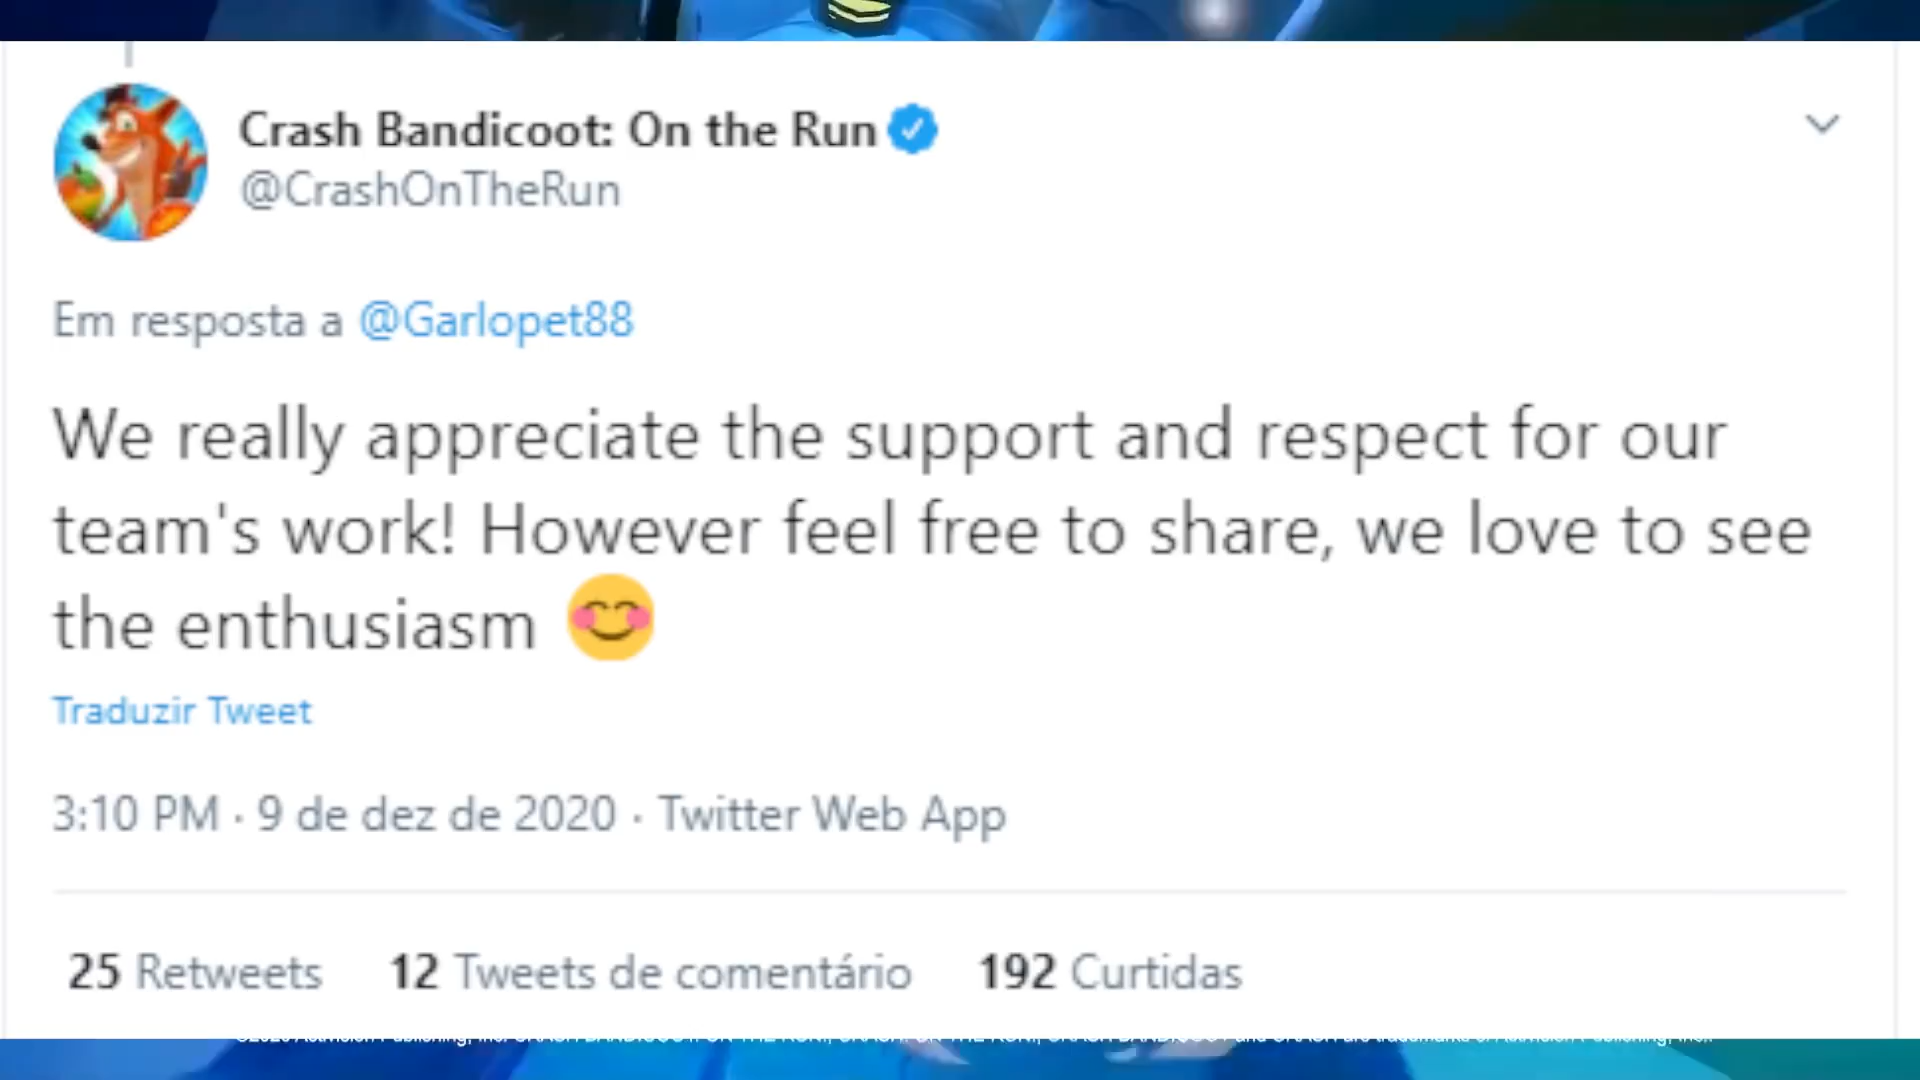 Crash Bandicoot: On the Run
@CrashOnTheRun
Em resposta a @Garlopet88
We really appreciate the support and respect for our
team's work! However feel free to share, we love to see
the enthusiasm 😊
Traduzir Tweet
3:10 PM · 9 de dez de 2020 · Twitter Web App
25 Retweets 12 Tweets de comentário 192 Curtidas